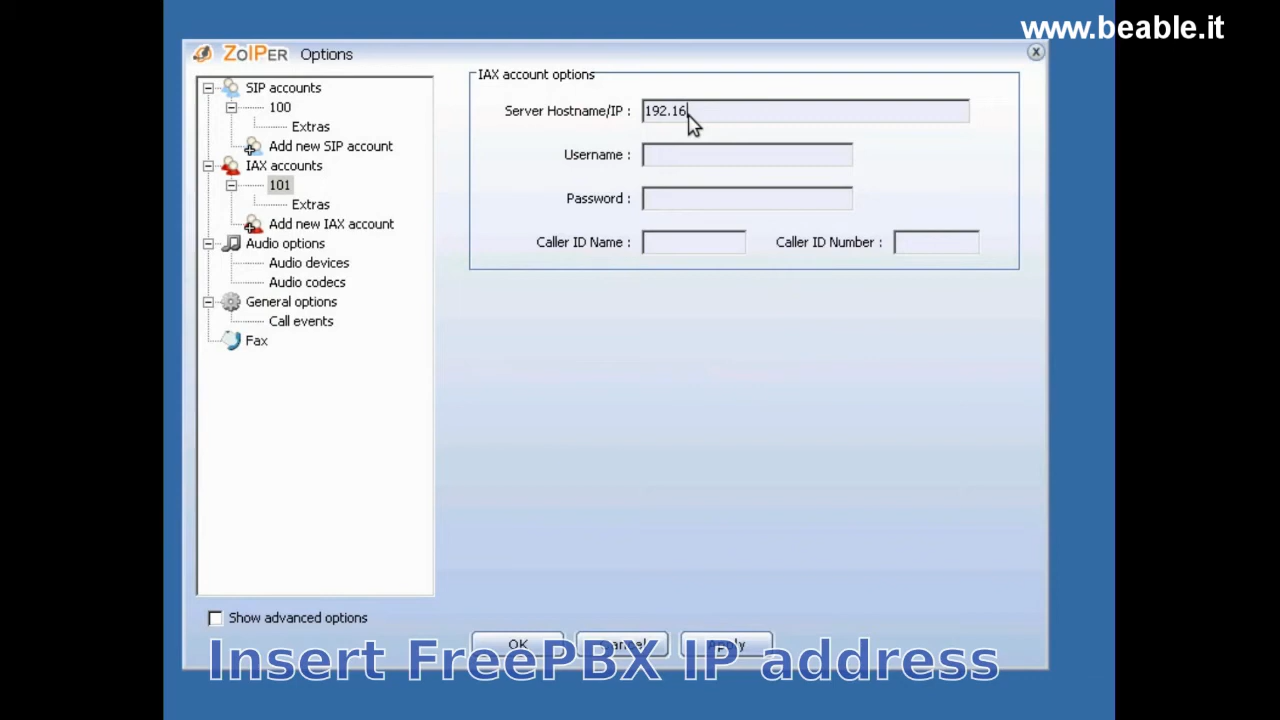 www.beable.it
ZoIPER Options
SIP accounts
100
Extras
Add new SIP account
IAX accounts
101
Extras
Add new IAX account
Audio options
Audio devices
Audio codecs
General options
Call events
Fax
IAX account options
Server Hostname/IP : 192.16
Username :
Password :
Caller ID Name : Caller ID Number :
Show advanced options
OK Cancel Apply
Insert FreePBX IP address